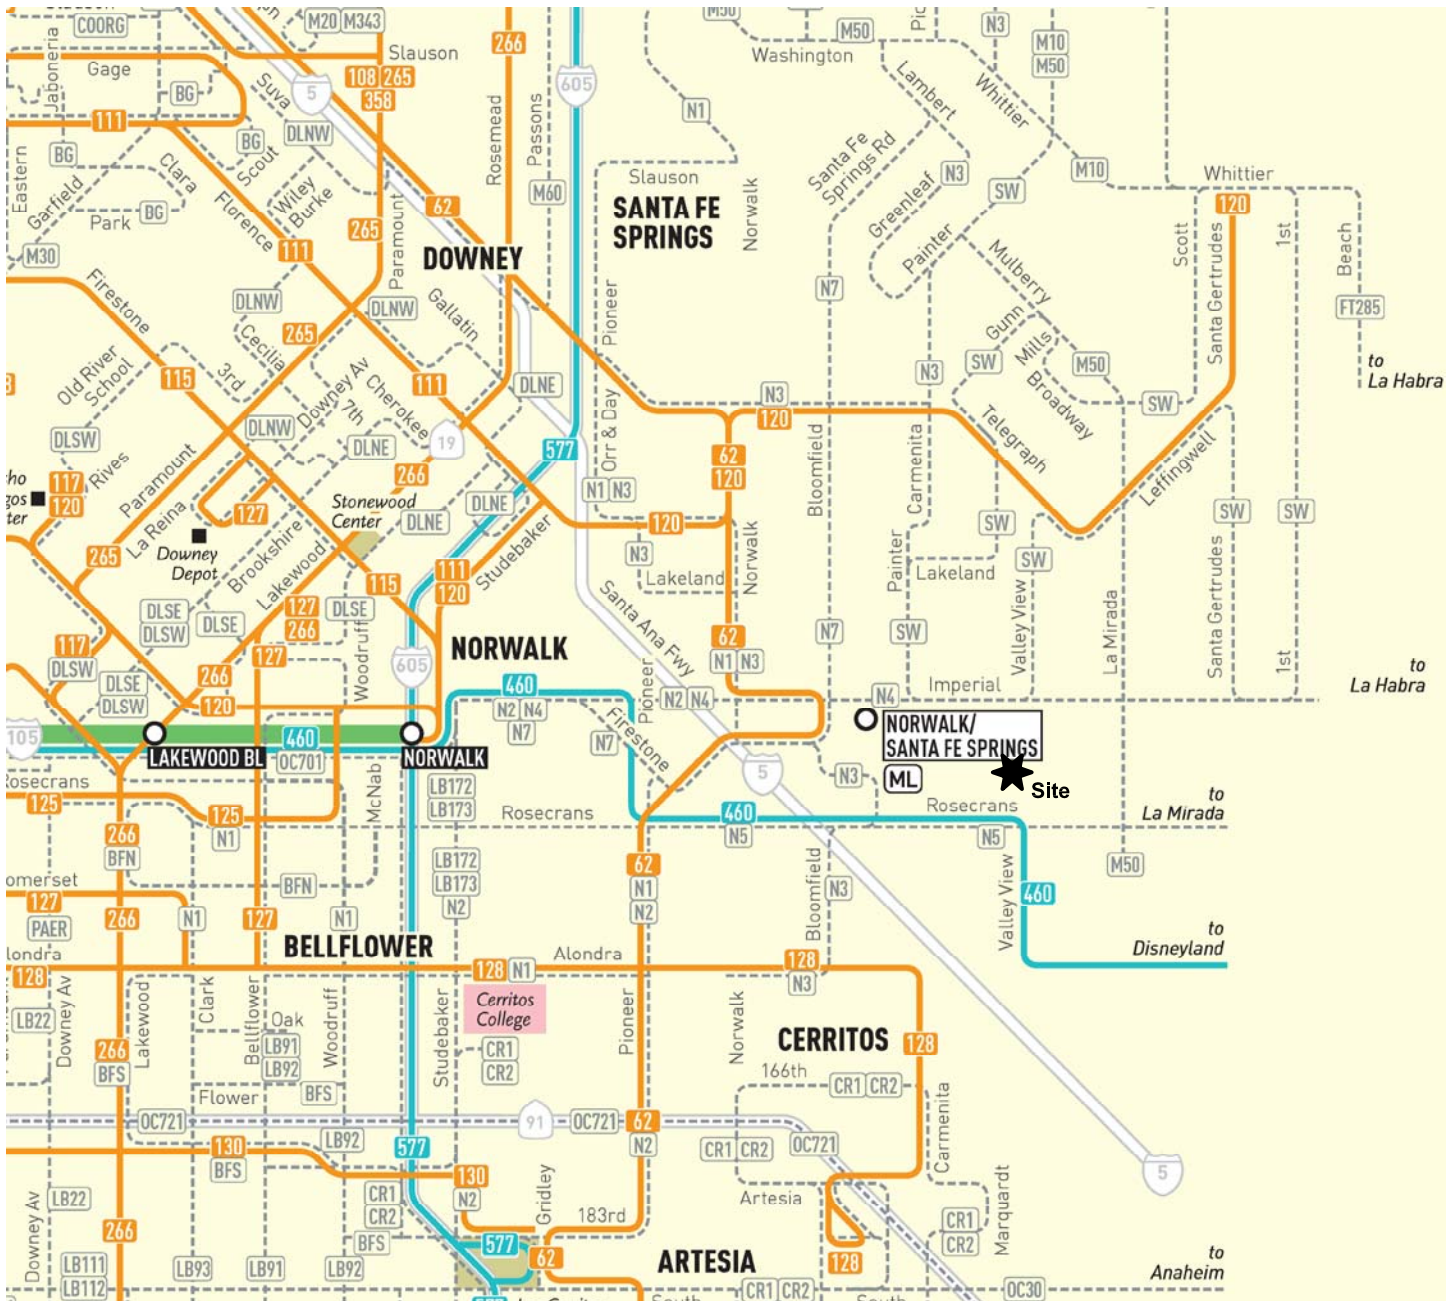 COORG
M20 M343
Slauson
266
605
M50
M50
Washington
N3
M10
M50
Gage
Jaboneria
BG
Suva
5
108 265
358
DLNW
Rosemead
Passons
N1
Lambert
Whittier
111
BG
BG
Scout
Clara
Eastern
Garfield
Park
BG
Wiley
Burke
M60
Slauson
Norwalk
Santa Fe
Springs Rd
N3
SW
M10
Whittier
120
M30
Florence
111
265
Paramount
62
SANTA FE
SPRINGS
DOWNEY
Greenleaf
Painter
Mulberry
Scott
Santa Gertrudes
1st
Beach
Firestone
DLNW
DLNW
Gallatin
Pioneer
N7
Gunn
Mills
FT285
265
Cecilia
3rd
Old River
School
115
Downey Av
7th
Cherokee
111
DLNE
N3
SW
M50
Broadway
to
La Habra
N3
120
SW
DLSW
DLNW
DLNE
19
577
Orr & Day
62
120
Bloomfield
Carmenita
Telegraph
Leffingwell
Rives
117
120
Paramount
266
Stonewood
Center
DLNE
DLNE
N1 N3
127
La Reina
120
SW
SW
SW
Downey
Depot
265
Brookshire
Lakewood
Studebaker
N3
Lakeland
Norwalk
Painter
Lakeland
SW
111
120
115
DLSE
DLSW
DLSE
127
266
DLSE
Santa Ana Fwy
Valley View
La Mirada
Santa Gertrudes
1st
117
DLSW
127
Woodruff
605
NORWALK
62
N1 N3
N7
SW
266
DLSE
DLSW
120
460
N2 N4
N7
Pioneer
N2 N4
N4
Imperial
to
La Habra
105
460
OC701
LAKEWOOD BL
NORWALK
N7
Firestone
NORWALK/
SANTA FE SPRINGS
ML
Site
5
N3
125
125
N1
McNab
LB172
LB173
Rosecrans
460
N5
Rosecrans
N5
to
La Mirada
266
BFN
BFN
LB172
LB173
N2
62
N1
N2
Bloomfield
N3
M50
127
PAER
266
N1
127
N1
Valley View
460
BELLFLOWER
to
Disneyland
128
128 N1
Alondra
128
N3
LB22
Downey Av
Lakewood
Clark
Bellflower
Oak
LB91
LB92
Woodruff
Studebaker
Cerritos
College
Pioneer
Norwalk
CERRITOS
128
266
BFS
CR1
CR2
166th
CR1 CR2
Flower
BFS
Carmenita
OC721
91
OC721
62
N2
OC721
130
BFS
LB92
577
CR1 CR2
5
LB22
CR1
CR2
130
N2
Gridley
Artesia
Marquardt
Downey Av
266
BFS
183rd
CR1
CR2
577
62
128
ARTESIA
LB111
LB112
LB93
LB91
LB92
CR1 CR2
OC30
to
Anaheim